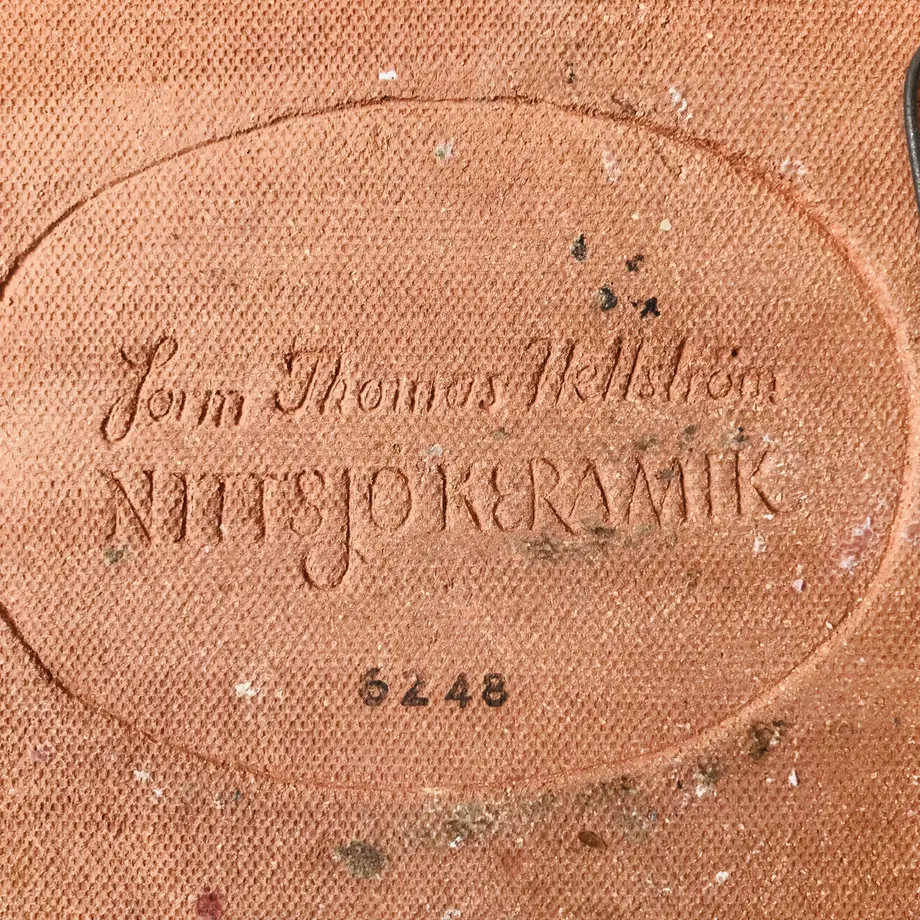 Form Thomas Hellström
NITTSJÖ KERAMIK
6248